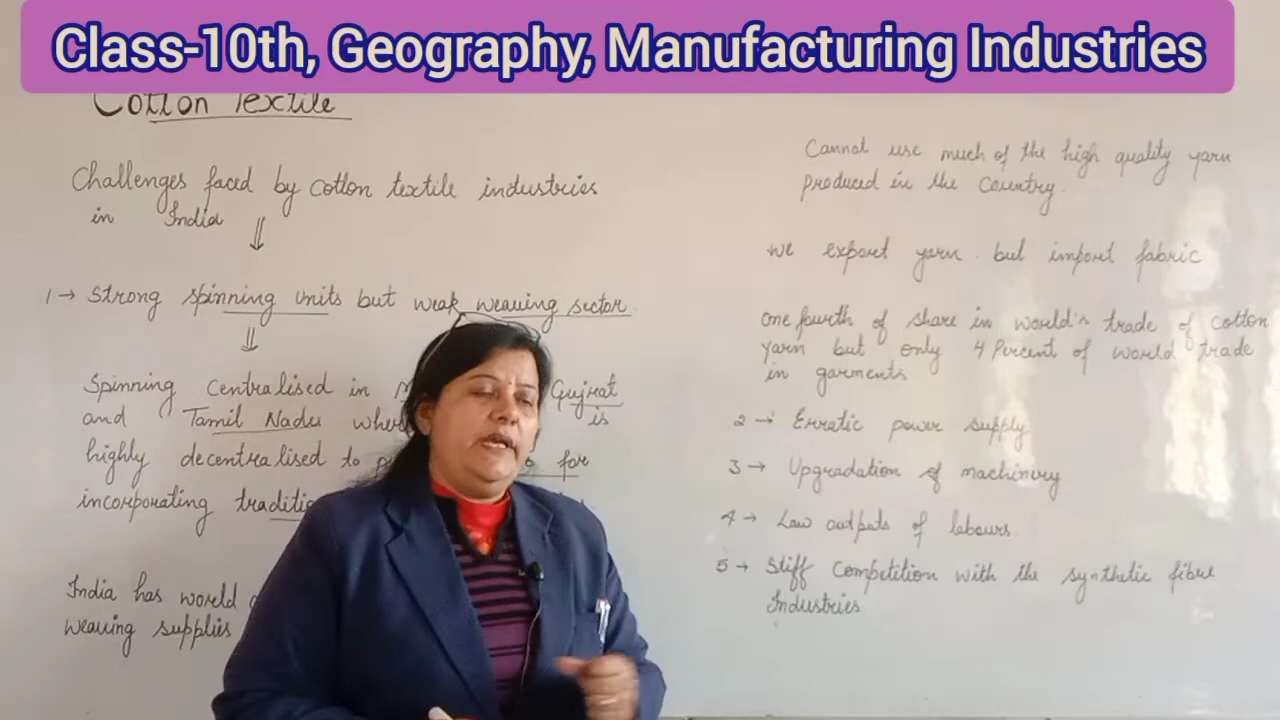 Class-10th, Geography, Manufacturing Industries
Cotton Textile
Challenges faced by cotton textile industries
in India
1→ Strong spinning units but weak weaving sector
Spinning centralised in Gujrat
and Tamil Nadu is
highly decentralised to for
incorporating
India has world
weaving supplies
Cannot use much of the high quality yarn
produced in the Country.
we export yarn but import fabric
one fourth of share in world's trade of cotton
yarn but only 4 Percent of world trade
in garments
2 → Erratic power supply
3 → Upgradation of machinery
4 → Law outputs of labours.
5 → Stiff Competition with the synthetic fibre
Industries